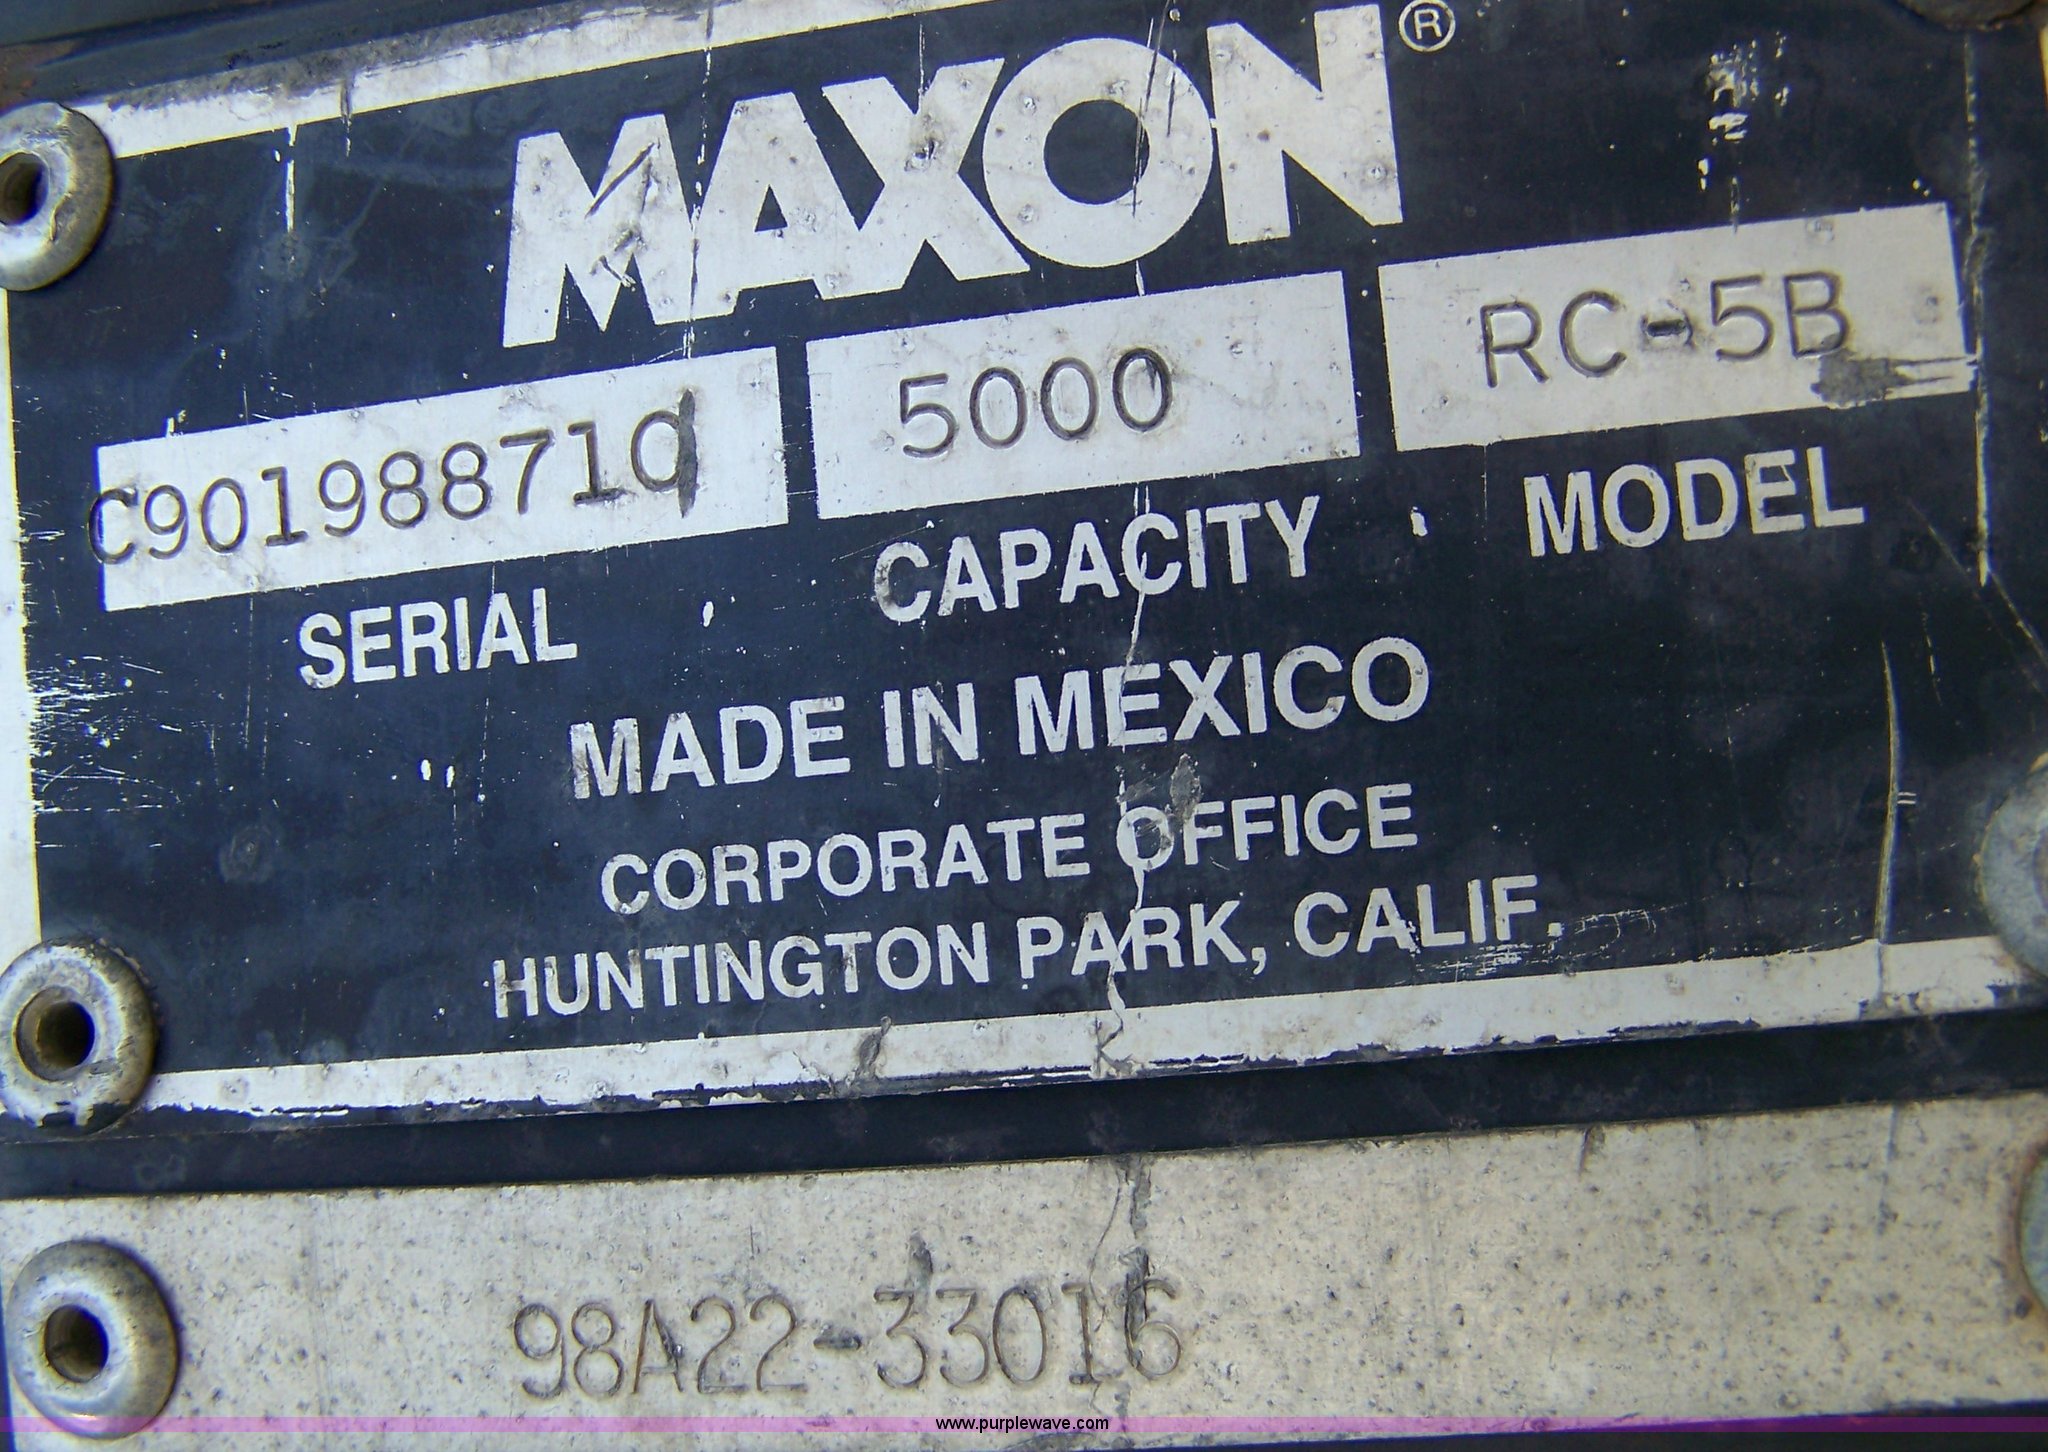 MAXON®
C901988710 5000 RC-5B
SERIAL CAPACITY MODEL
MADE IN MEXICO
CORPORATE OFFICE
HUNTINGTON PARK, CALIF.
98A22-33016
www.purplewave.com